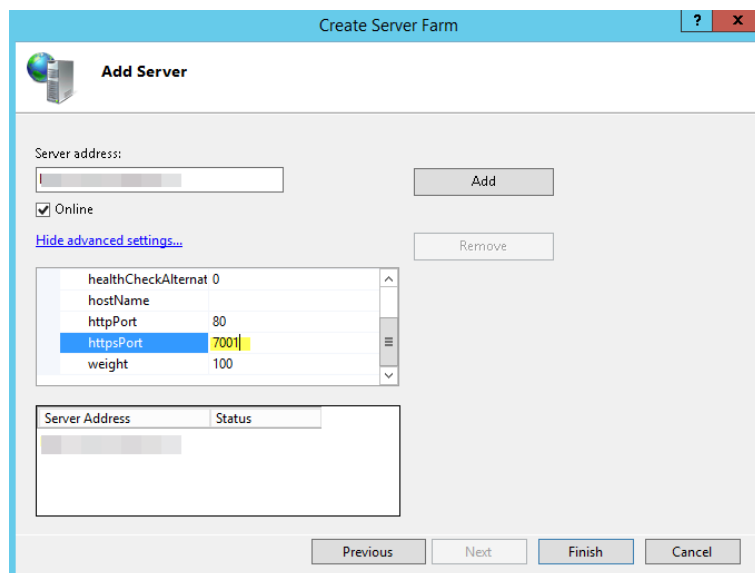 Create Server Farm
? x
Add Server
Server address:
Add
Online
Hide advanced settings...
Remove
healthCheckAlternat 0
hostName
httpPort 80
httpsPort 7001
weight 100
Server Address Status
Previous Next Finish Cancel